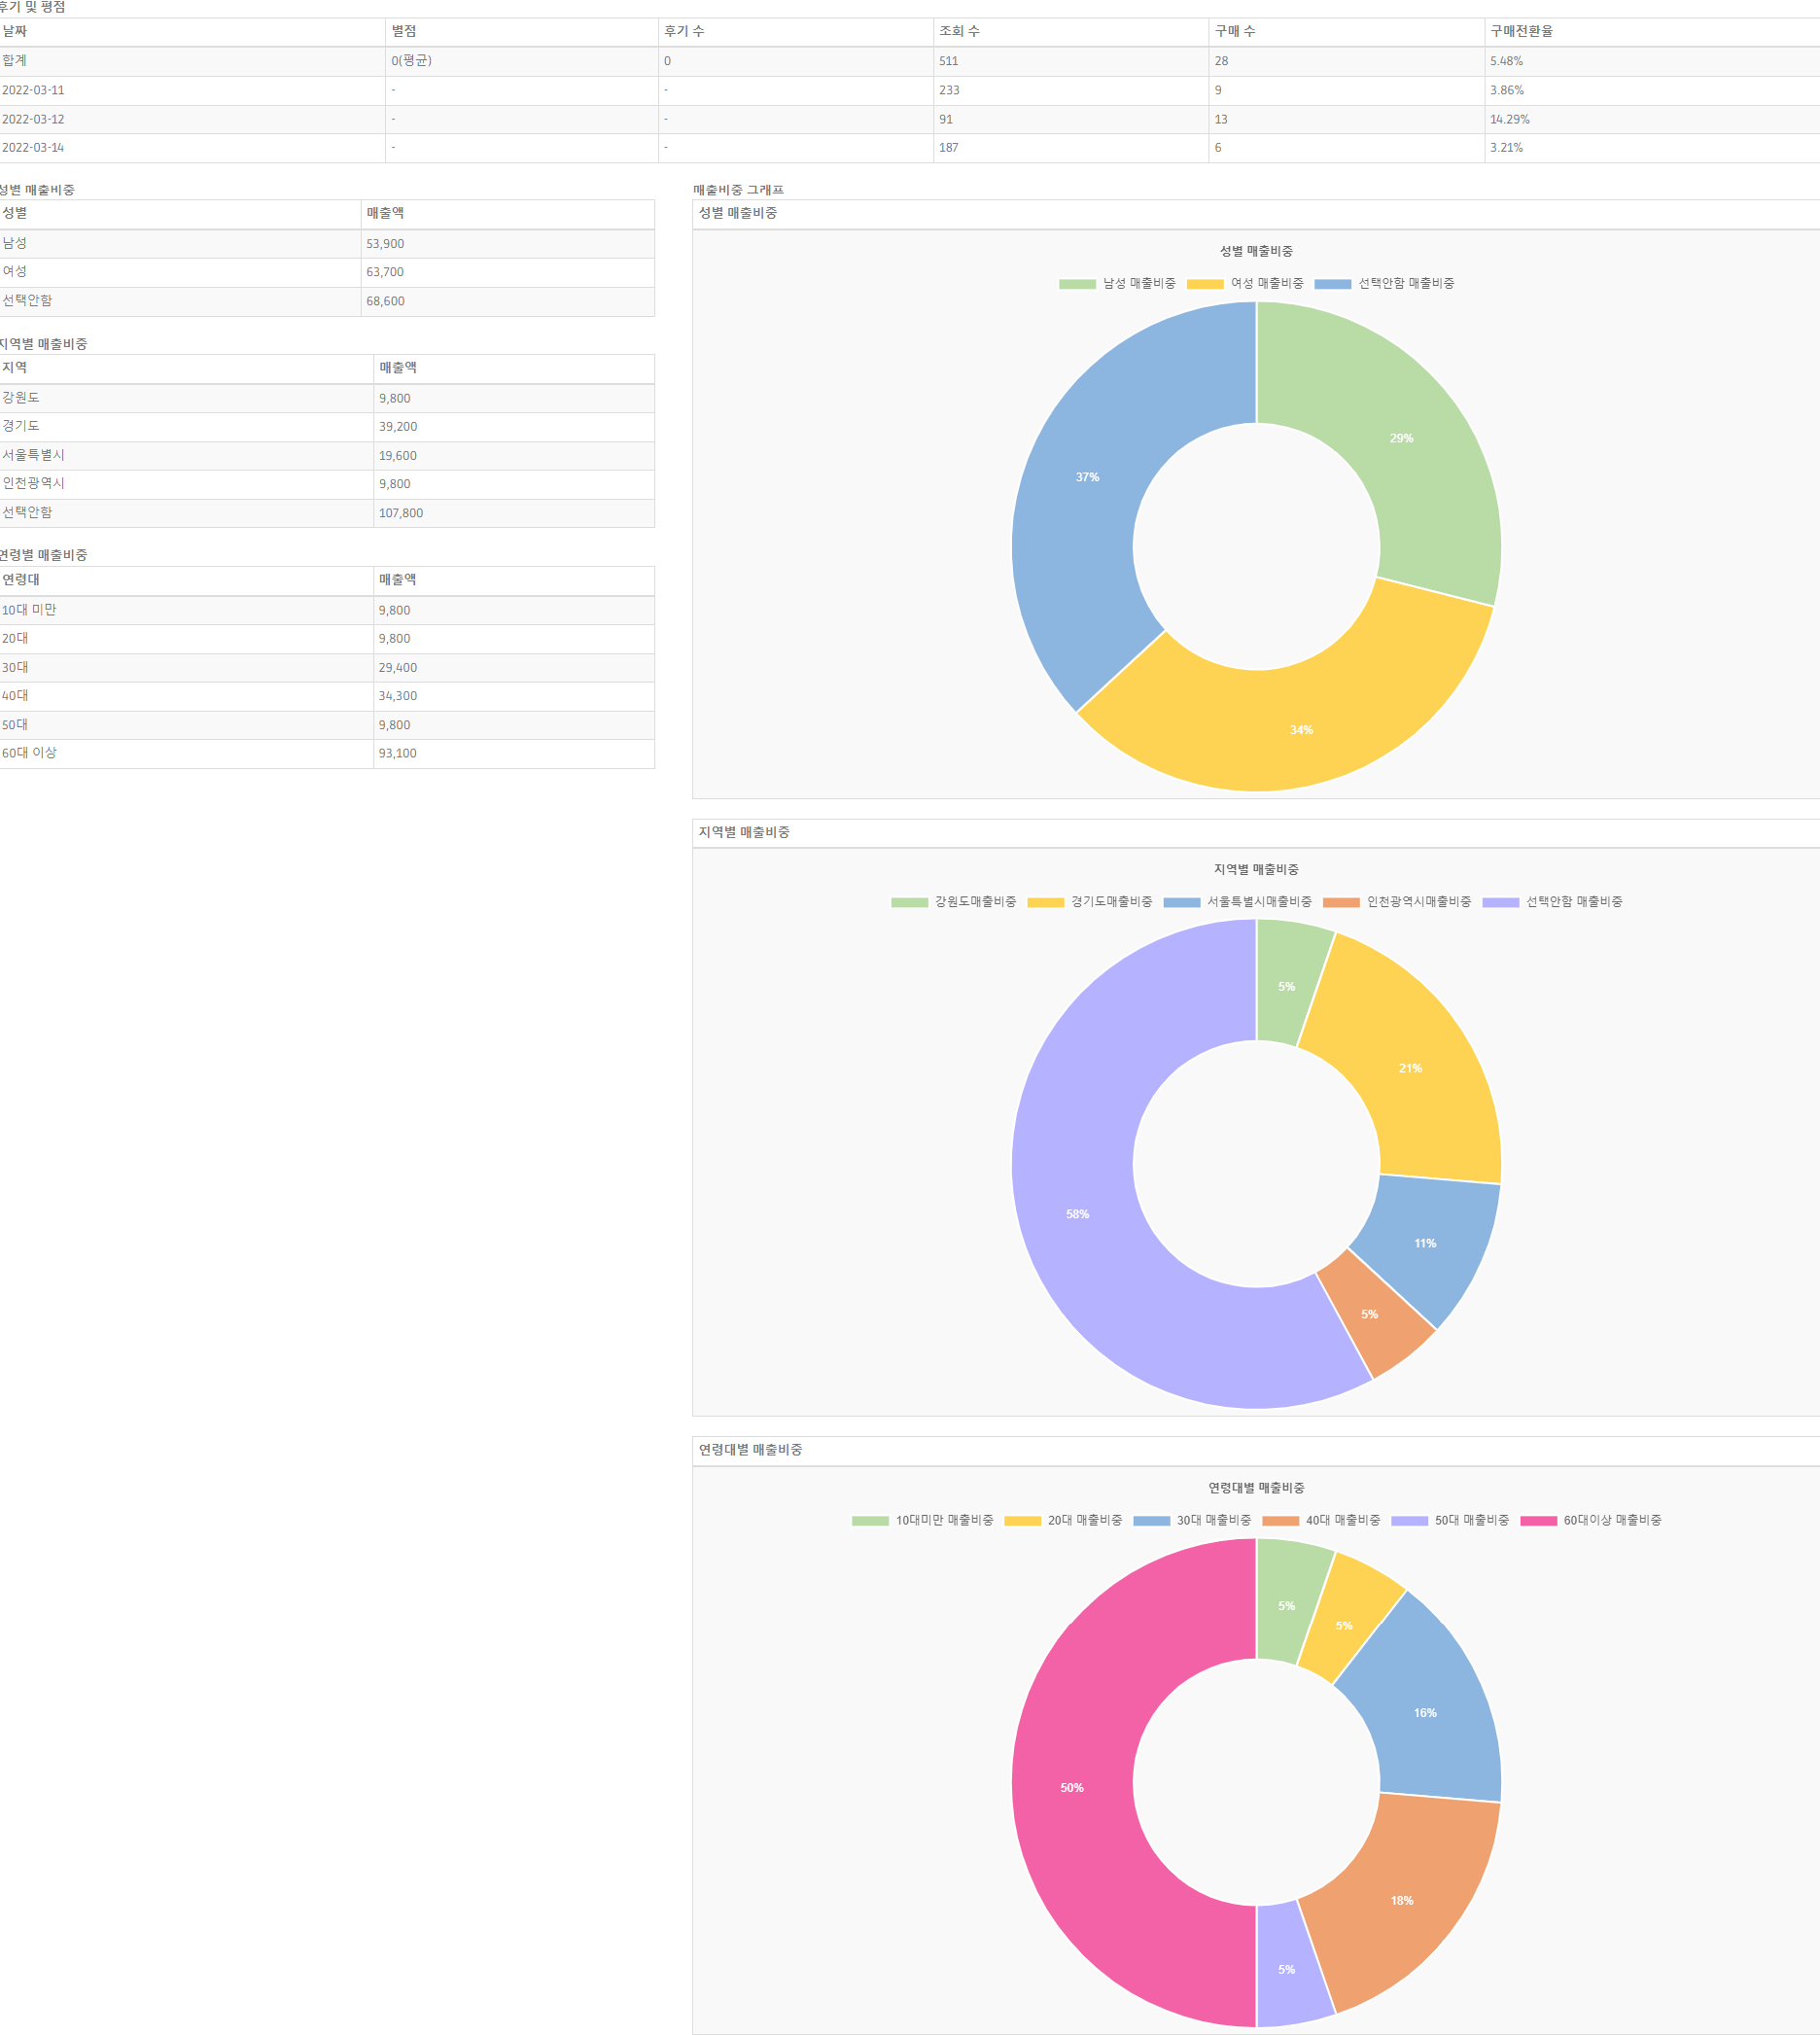 후기 및 평점
날짜 별점 후기 수 조회 수 구매 수 구매전환율
합계 0(평균) 0 511 28 5.48%
2022-03-11 - - 233 9 3.86%
2022-03-12 - - 91 13 14.29%
2022-03-14 - - 187 6 3.21%
성별 매출비중
성별 매출액
남성 53,900
여성 63,700
선택안함 68,600
지역별 매출비중
지역 매출액
강원도 9,800
경기도 39,200
서울특별시 19,600
인천광역시 9,800
선택안함 107,800
연령별 매출비중
연령대 매출액
10대 미만 9,800
20대 9,800
30대 29,400
40대 34,300
50대 9,800
60대 이상 93,100
매출비중 그래프
성별 매출비중
성별 매출비중
남성 매출비중 여성 매출비중 선택안함 매출비중
29%
37%
34%
지역별 매출비중
지역별 매출비중
강원도매출비중 경기도매출비중 서울특별시매출비중 인천광역시매출비중 선택안함 매출비중
5%
21%
58%
11%
5%
연령대별 매출비중
연령대별 매출비중
10대미만 매출비중 20대 매출비중 30대 매출비중 40대 매출비중 50대 매출비중 60대이상 매출비중
5%
5%
16%
50%
18%
5%